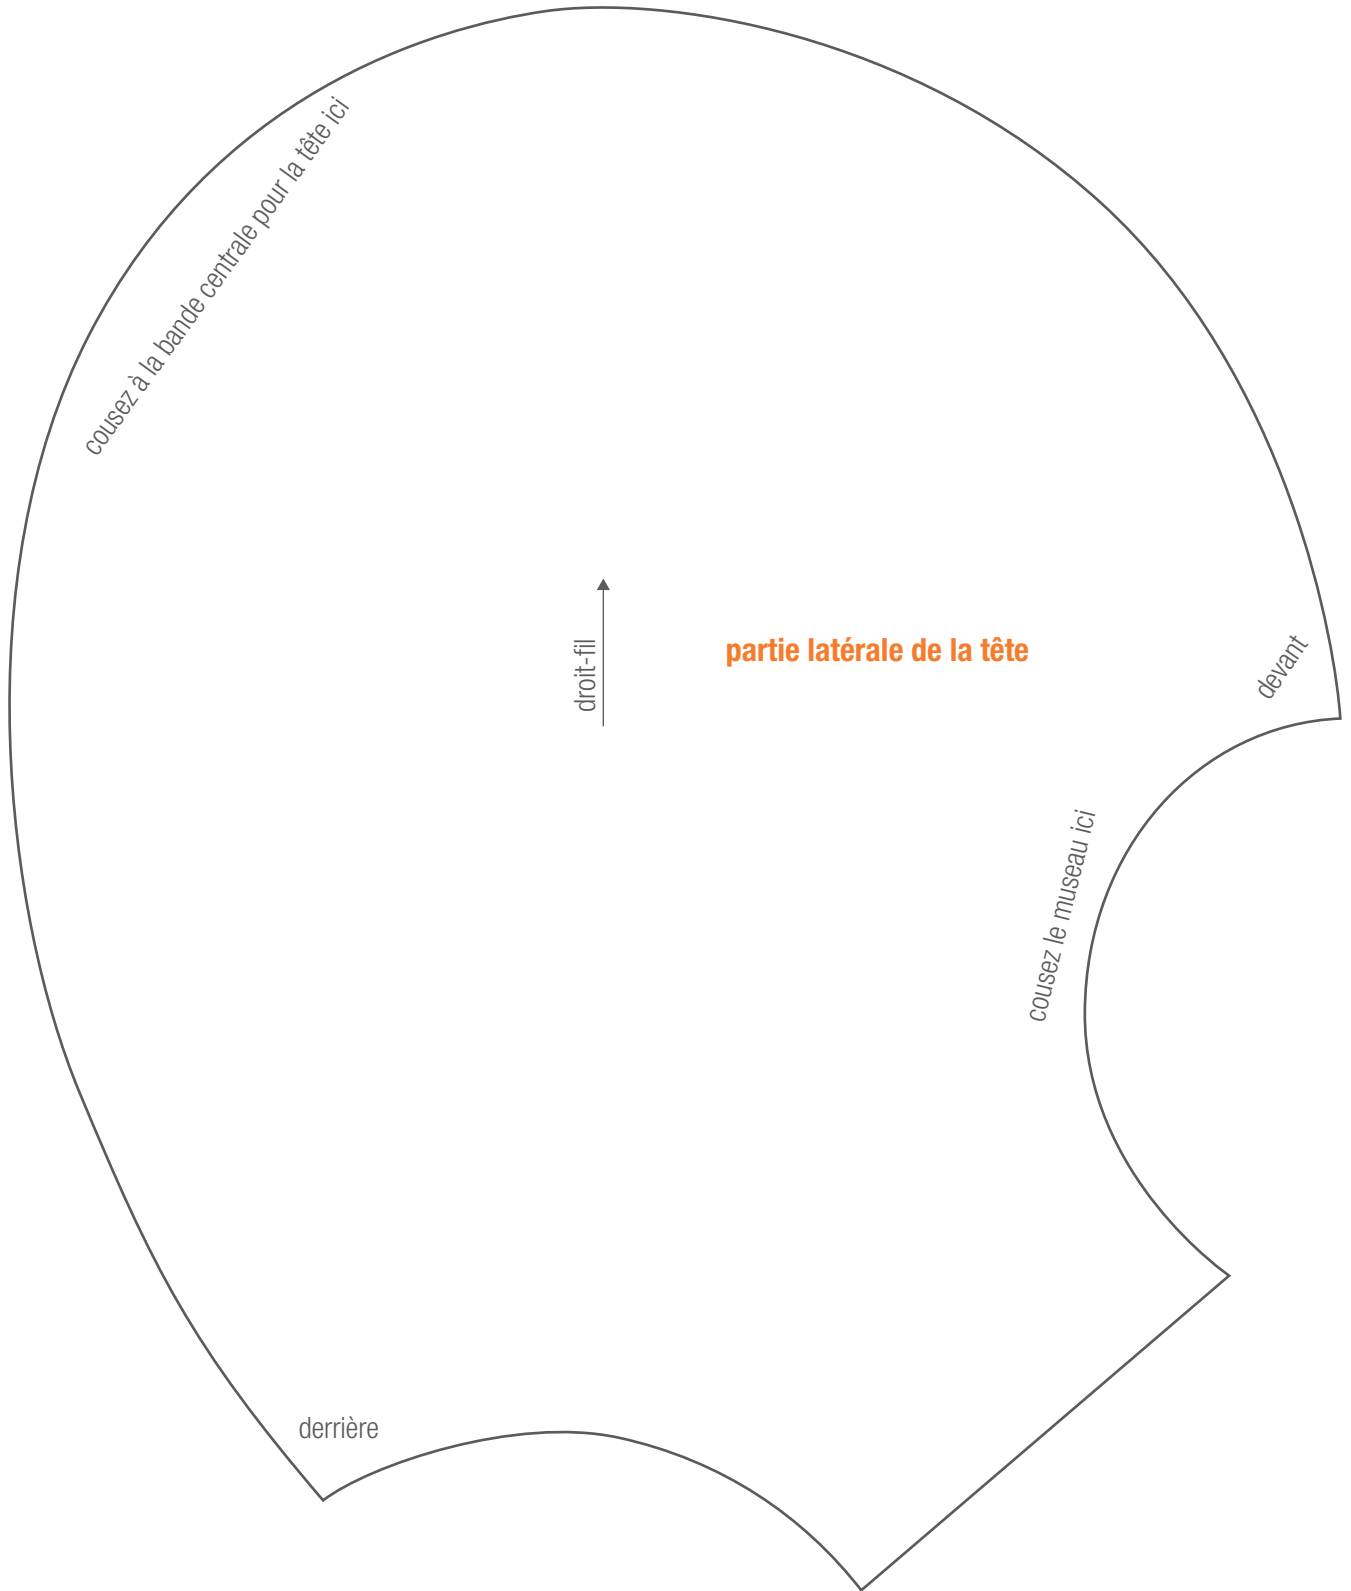 cousez à la bande centrale pour la tête ici
droit-fil
partie latérale de la tête
devant
cousez le museau ici
derrière